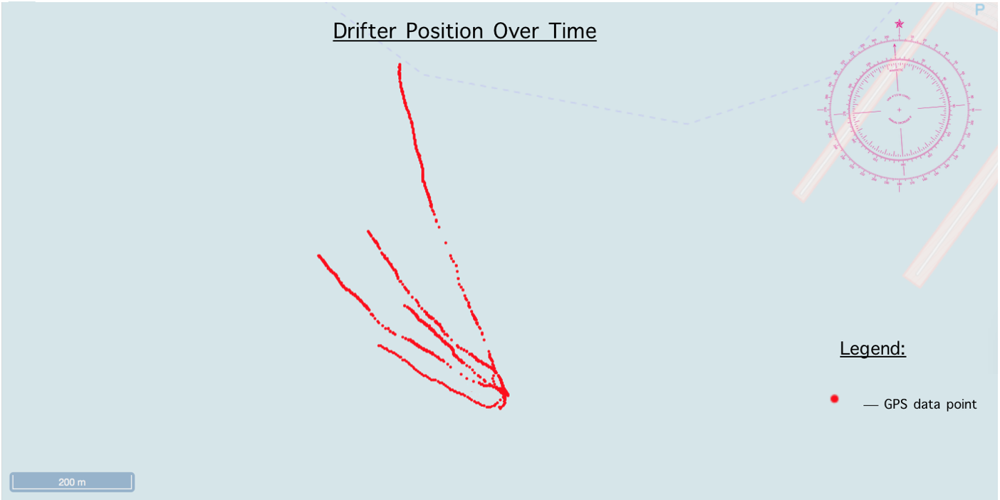 P
Drifter Position Over Time
Legend:
— GPS data point
200 m